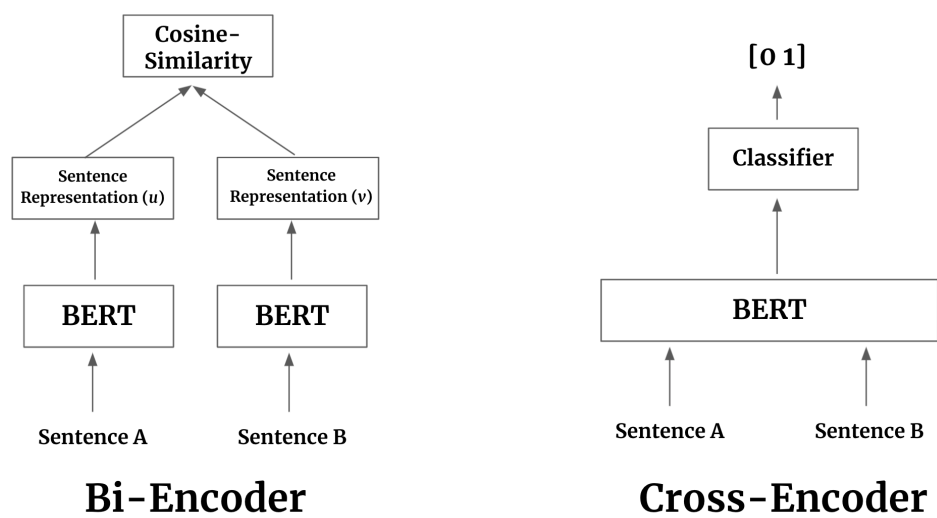 Cosine-
Similarity
Sentence
Representation (u)
Sentence
Representation (v)
BERT
BERT
Sentence A
Sentence B
Bi-Encoder
[0 1]
Classifier
BERT
Sentence A
Sentence B
Cross-Encoder